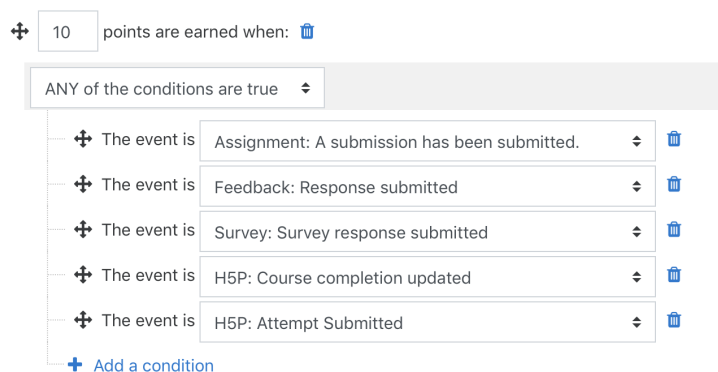 10 points are earned when:
ANY of the conditions are true
The event is Assignment: A submission has been submitted.
The event is Feedback: Response submitted
The event is Survey: Survey response submitted
The event is H5P: Course completion updated
The event is H5P: Attempt Submitted
Add a condition